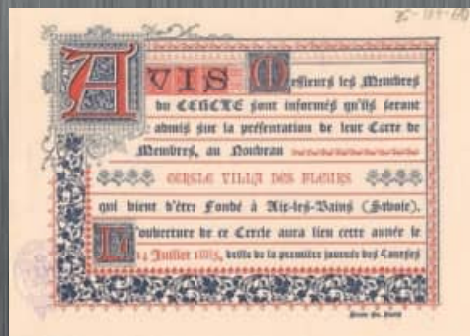 AVIS Messieurs les Membres
du CERCLE sont informés qu'ils seront
admis sur la présentation de leur Carte de
Membres, au Nouveau
CERCLE VILLA DES FLEURS
qui vient d'être Fondé à Aix-les-Bains (Savoie).
L'ouverture de ce Cercle aura lieu cette année le
14 Juillet 1885, veille de la première journée des Courses